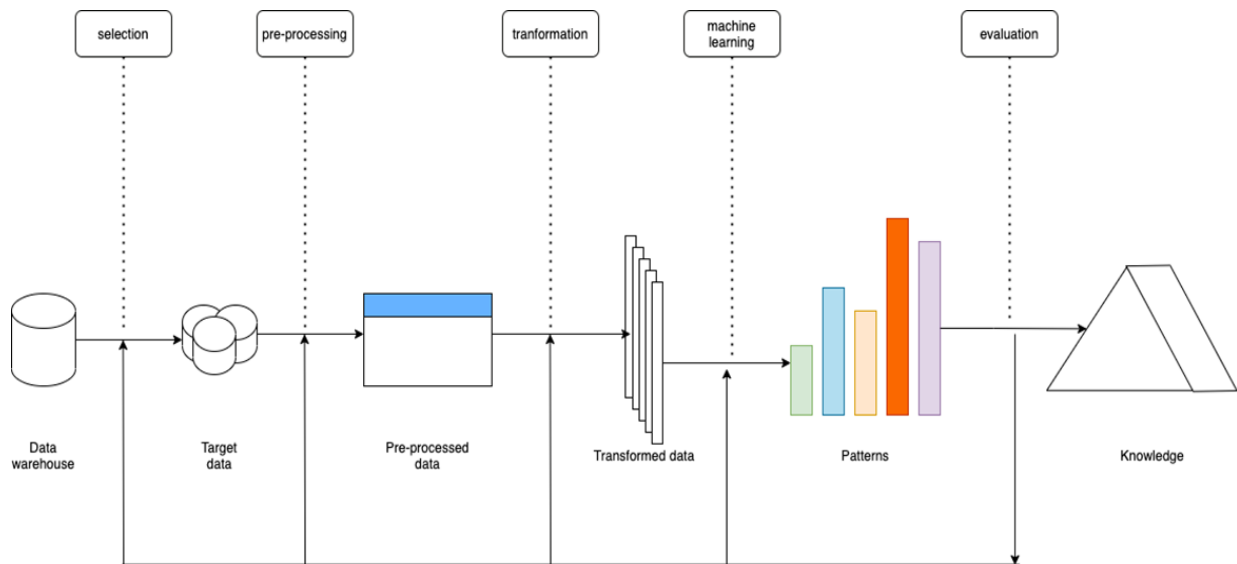 selection
pre-processing
tranformation
machine
learning
evaluation
Data
warehouse
Target
data
Pre-processed
data
Transformed data
Patterns
Knowledge